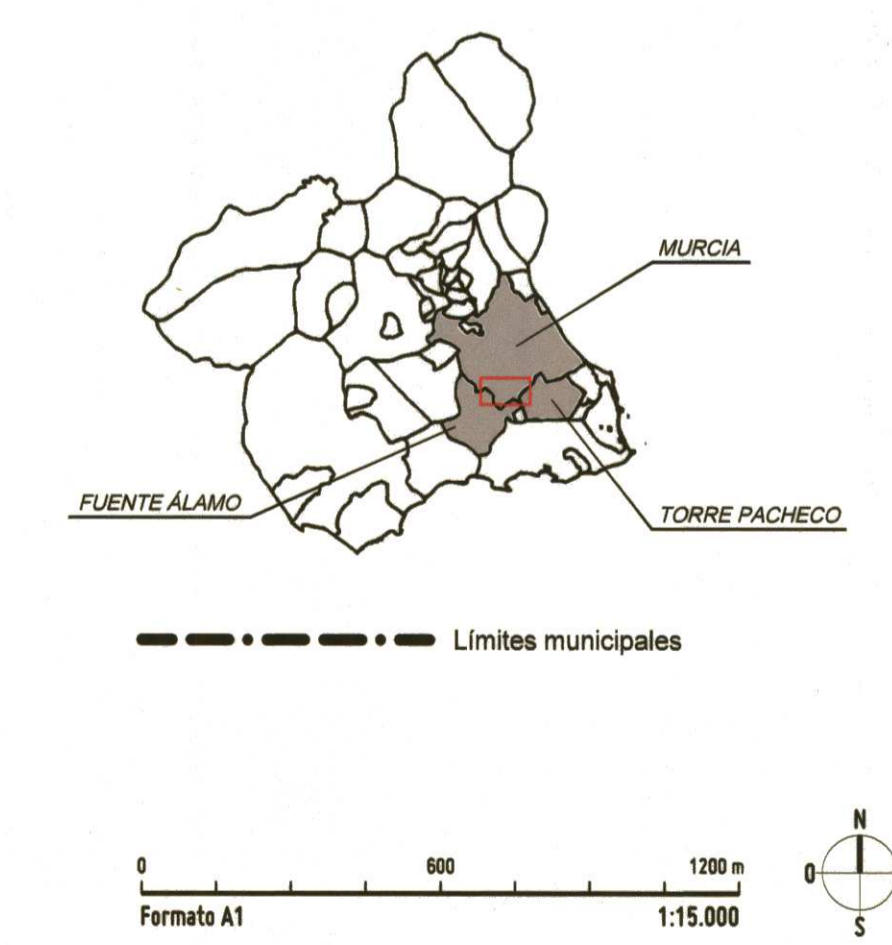 MURCIA
FUENTE ÁLAMO
TORRE PACHECO
Límites municipales
0 600 1200 m
Formato A1 1:15.000
N
O
S